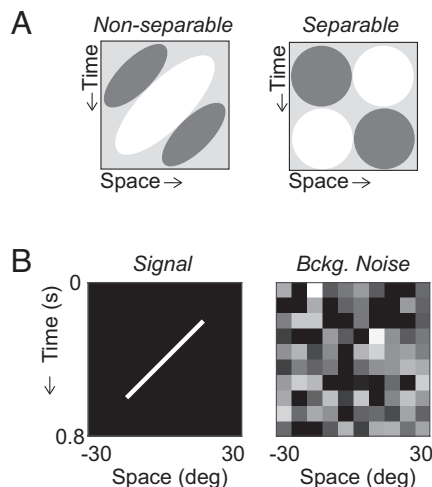 A
Non-separable
Separable
←Time
←Time
Space→
Space→
B
Signal
Bckg. Noise
0
← Time (s)
0.8
-30
30
-30
30
Space (deg)
Space (deg)